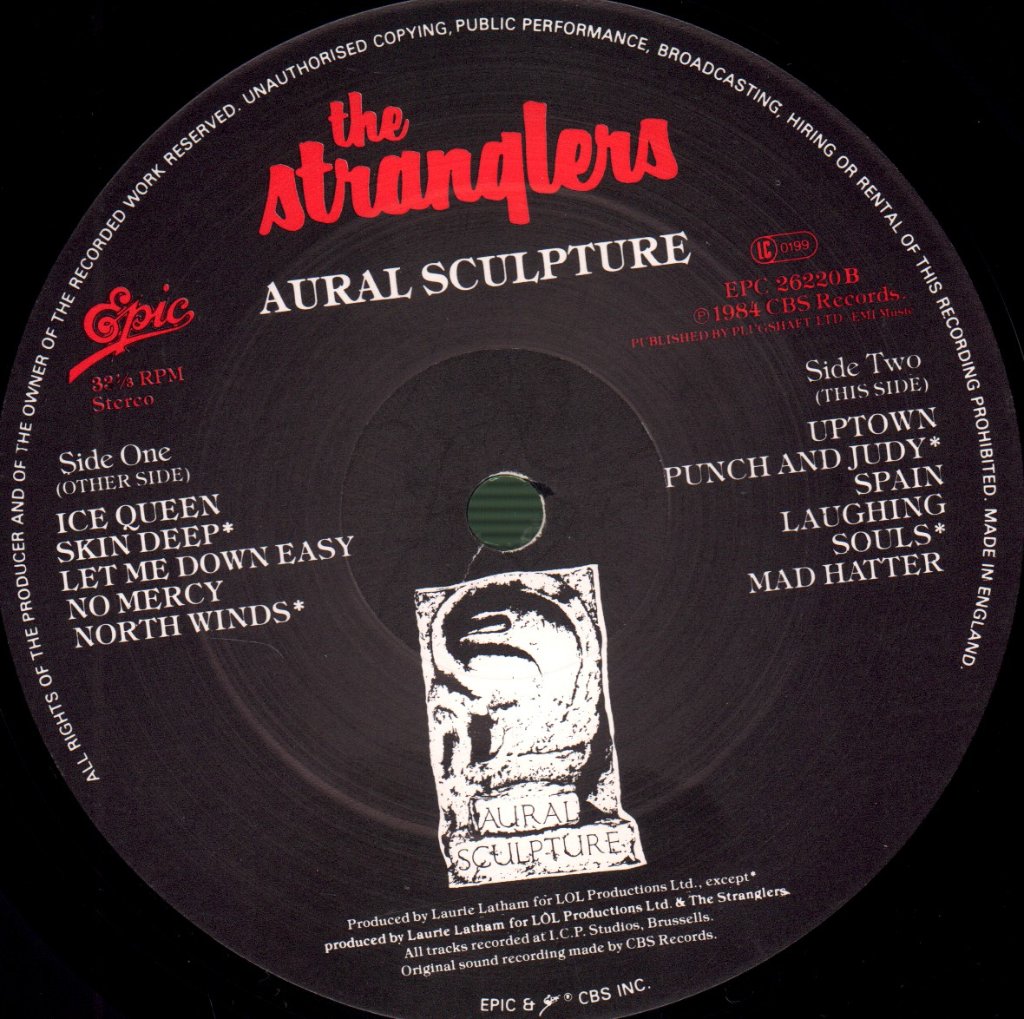 ALL RIGHTS OF THE PRODUCER AND OF THE OWNER OF THE RECORDED WORK RESERVED. UNAUTHORISED COPYING, PUBLIC PERFORMANCE, BROADCASTING, HIRING OR RENTAL OF THIS RECORDING PROHIBITED. MADE IN ENGLAND.
the
stranglers
AURAL SCULPTURE
LC 0199
EPC 26220 B
℗ 1984 CBS Records.
PUBLISHED BY PLUGSHAFT LTD./EMI Music
Epic
33⅓ RPM
Stereo
Side One
(OTHER SIDE)
ICE QUEEN
SKIN DEEP*
LET ME DOWN EASY
NO MERCY
NORTH WINDS*
Side Two
(THIS SIDE)
UPTOWN
PUNCH AND JUDY*
SPAIN
LAUGHING
SOULS*
MAD HATTER
AURAL
SCULPTURE
Produced by Laurie Latham for LOL Productions Ltd., except*
produced by Laurie Latham for LOL Productions Ltd. & The Stranglers.
All tracks recorded at I.C.P. Studios, Brussells.
Original sound recording made by CBS Records.
EPIC & Epic ® CBS INC.